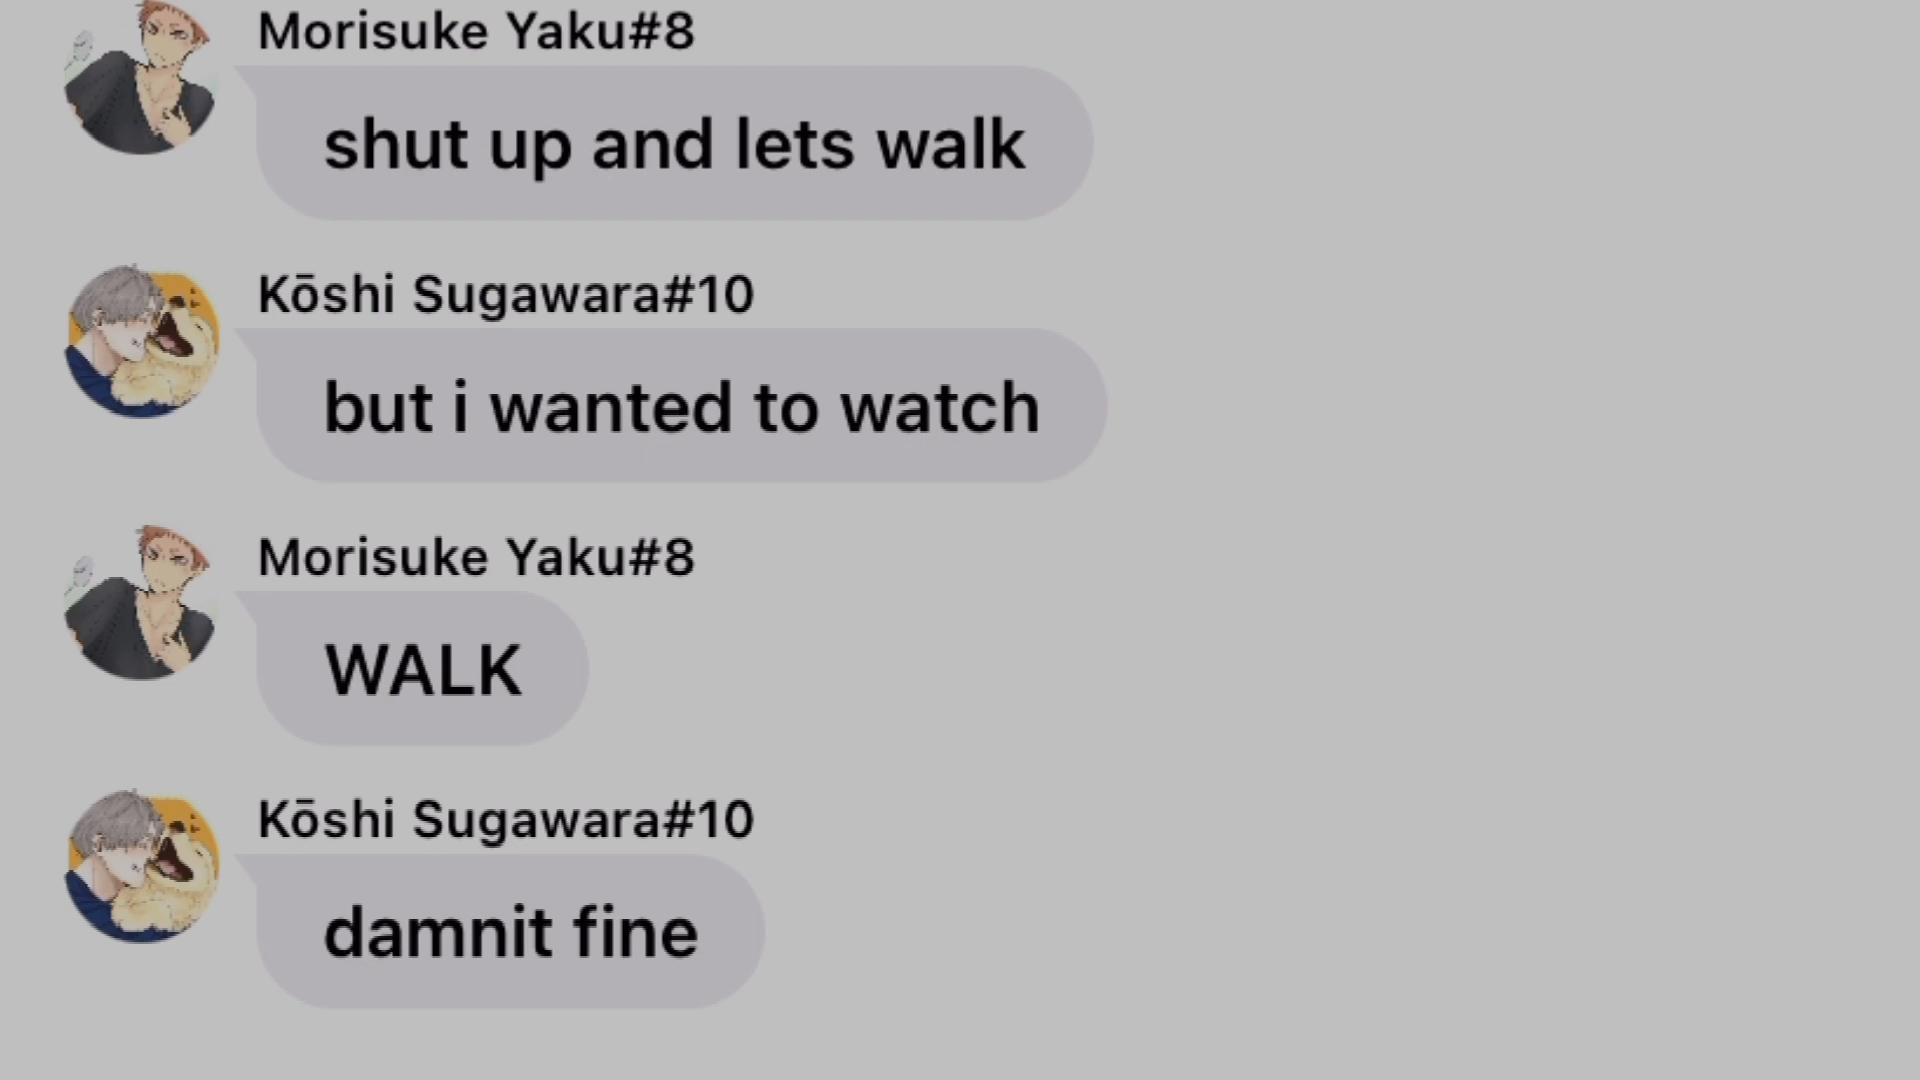 Morisuke Yaku#8
shut up and lets walk
Kōshi Sugawara#10
but i wanted to watch
Morisuke Yaku#8
WALK
Kōshi Sugawara#10
damnit fine